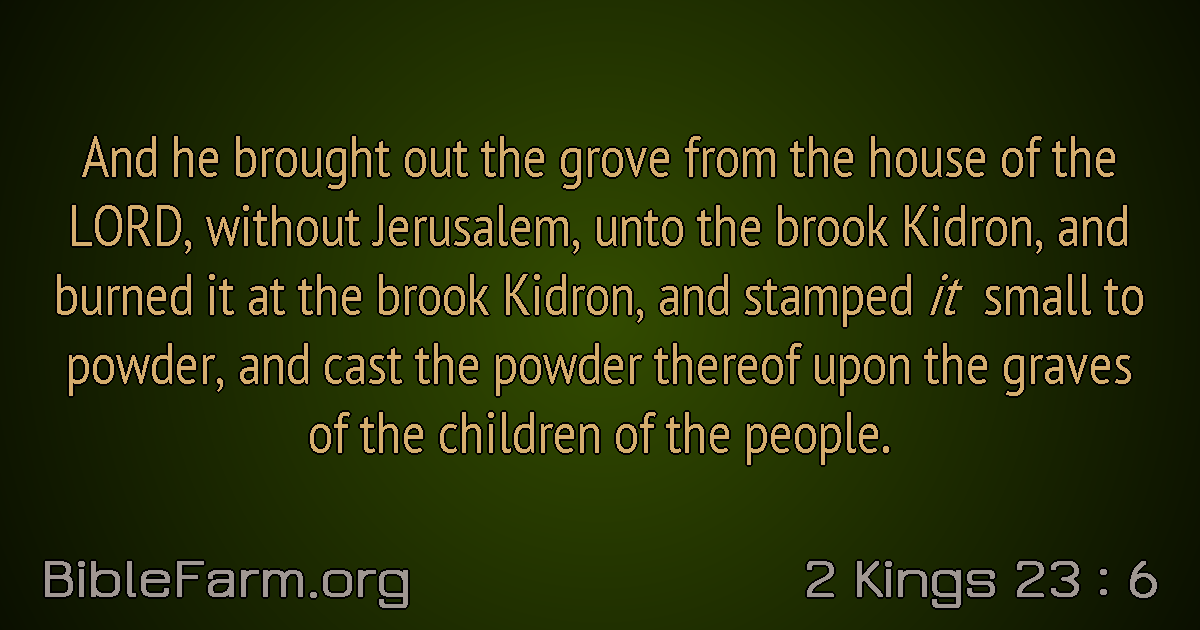 And he brought out the grove from the house of the
LORD, without Jerusalem, unto the brook Kidron, and
burned it at the brook Kidron, and stamped it small to
powder, and cast the powder thereof upon the graves
of the children of the people.
BibleFarm.org
2 Kings 23 : 6